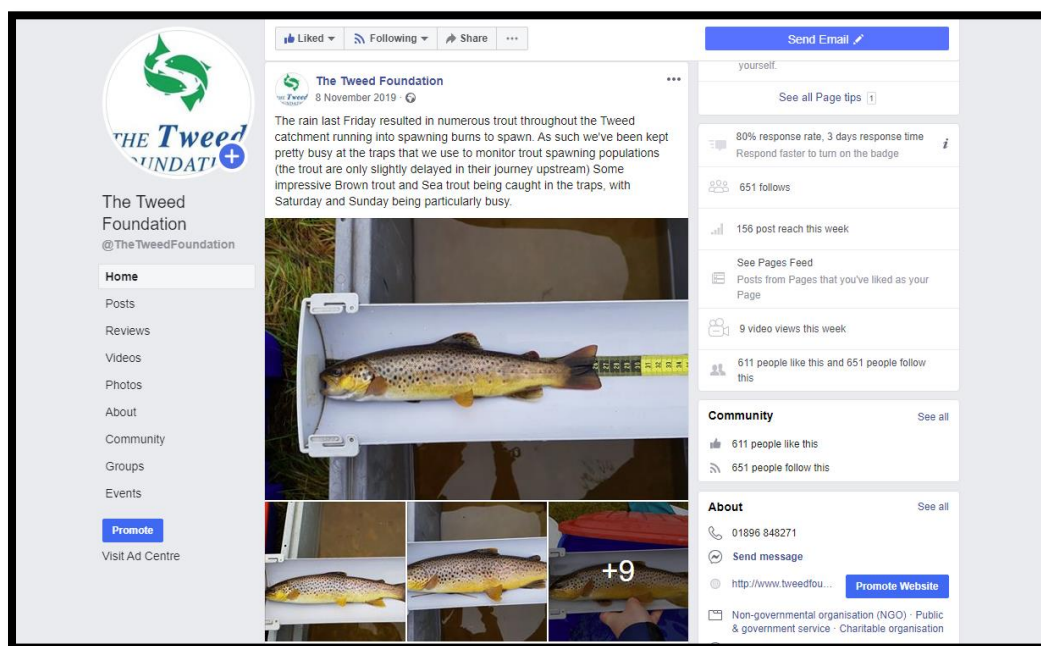 THE Tweed
Liked
Following
Share
Send Email
The Tweed
Foundation
@TheTweedFoundation
Home
Posts
Reviews
Videos
Photos
About
Community
Groups
Events
Promote
Visit Ad Centre
The Tweed Foundation
8 November 2019 ·
The rain last Friday resulted in numerous trout throughout the Tweed
catchment running into spawning burns to spawn. As such we've been kept
pretty busy at the traps that we use to monitor trout spawning populations
(the trout are only slightly delayed in their journey upstream) Some
impressive Brown trout and Sea trout being caught in the traps, with
Saturday and Sunday being particularly busy.
+9
yourself.
See all Page tips 1
80% response rate, 3 days response time
Respond faster to turn on the badge
651 follows
156 post reach this week
See Pages Feed
Posts from Pages that you've liked as your
Page
9 video views this week
611 people like this and 651 people follow
this
Community
See all
611 people like this
651 people follow this
About
See all
01896 848271
Send message
http://www.tweedfou...
Promote Website
Non-governmental organisation (NGO) · Public
& government service · Charitable organisation